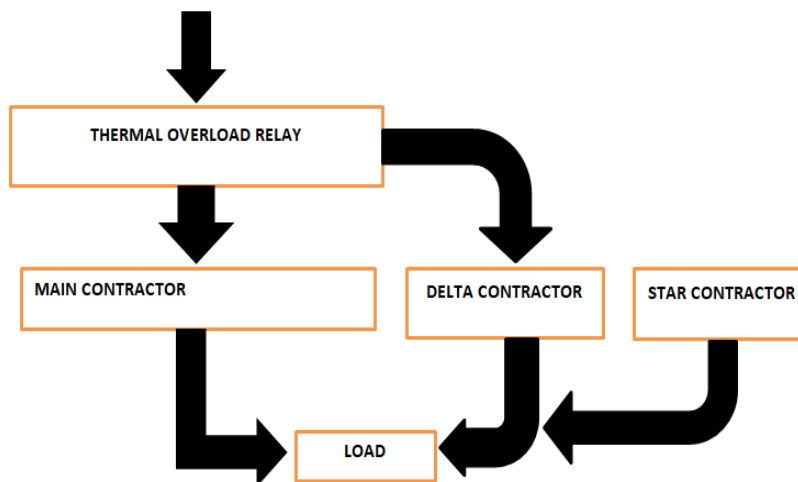 THERMAL OVERLOAD RELAY
MAIN CONTRACTOR
DELTA CONTRACTOR
STAR CONTRACTOR
LOAD